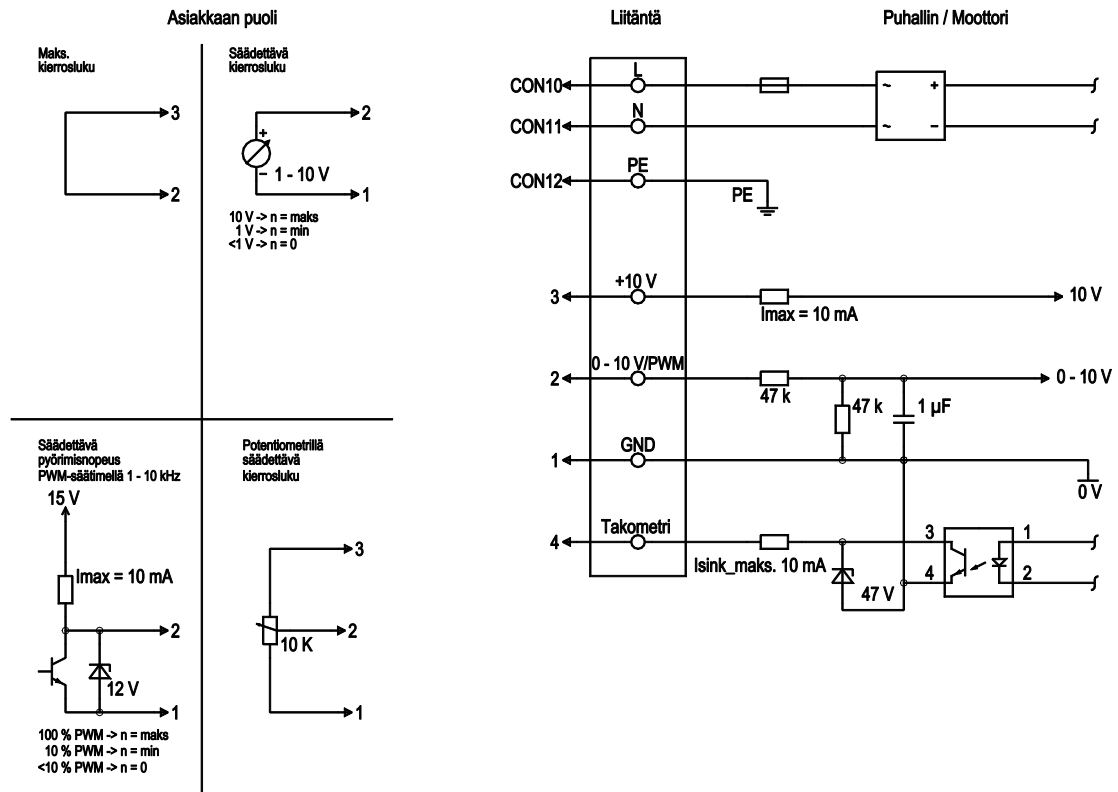 Asiakkaan puoli
Liitäntä
Puhallin / Moottori
Maks.
kierrosluku
3
2
Säädettävä
kierrosluku
2
+
– 1 - 10 V
1
10 V -> n = maks
1 V -> n = min
<1 V -> n = 0
Säädettävä
pyörimisnopeus
PWM-säätimellä 1 - 10 kHz
15 V
Imax = 10 mA
2
12 V
1
100 % PWM -> n = maks
10 % PWM -> n = min
<10 % PWM -> n = 0
Potentiometrillä
säädettävä
kierrosluku
3
10 K
2
1
CON10
L
~
+
CON11
N
~
–
CON12
PE
PE
3
+10 V
Imax = 10 mA
10 V
2
0 - 10 V/PWM
47 k
0 - 10 V
47 k
1 µF
1
GND
0 V
4
Takometri
Isink_maks. 10 mA
47 V
3
1
4
2